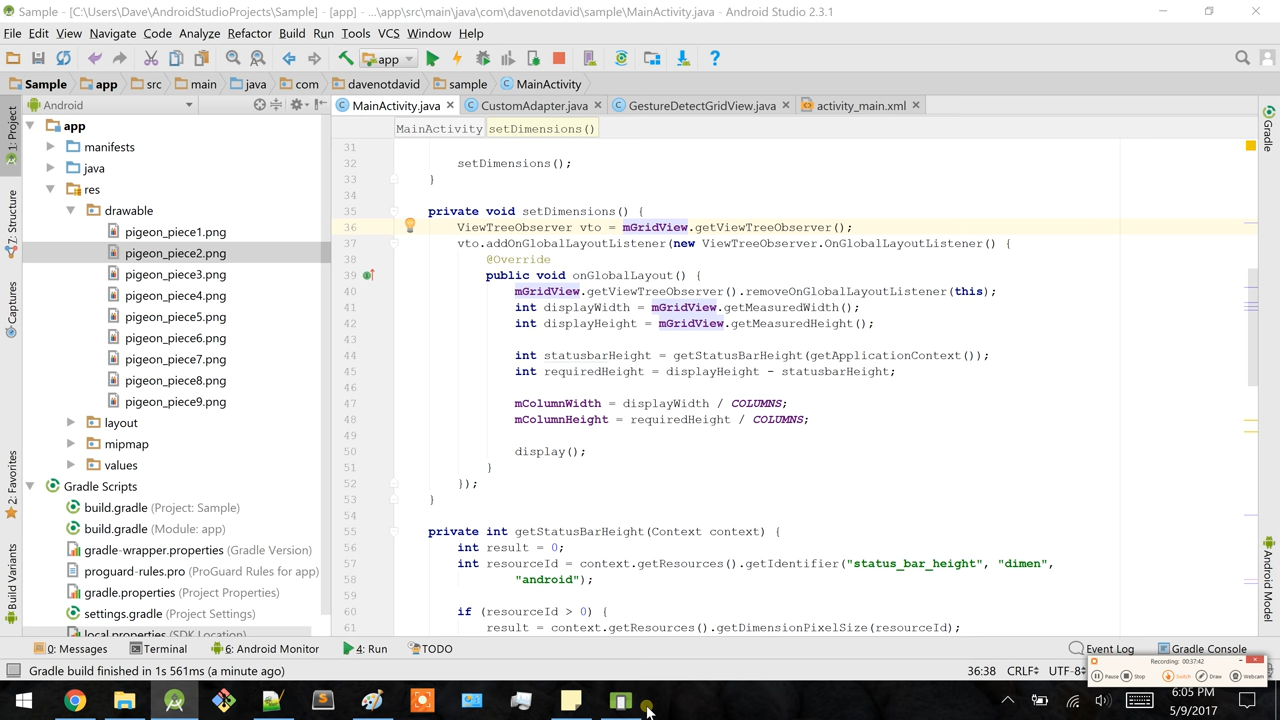 Sample - [C:\Users\Dave\AndroidStudioProjects\Sample] - [app] - ...\app\src\main\java\com\davenotdavid\sample\MainActivity.java - Android Studio 2.3.1
File Edit View Navigate Code Analyze Refactor Build Run Tools VCS Window Help
app
Sample app src main java com davenotdavid sample MainActivity
Android
MainActivity.java CustomAdapter.java GestureDetectGridView.java activity_main.xml
MainActivity setDimensions()
1: Project
7: Structure
Captures
2: Favorites
Build Variants
app
manifests
java
res
drawable
pigeon_piece1.png
pigeon_piece2.png
pigeon_piece3.png
pigeon_piece4.png
pigeon_piece5.png
pigeon_piece6.png
pigeon_piece7.png
pigeon_piece8.png
pigeon_piece9.png
layout
mipmap
values
Gradle Scripts
build.gradle (Project: Sample)
build.gradle (Module: app)
gradle-wrapper.properties (Gradle Version)
proguard-rules.pro (ProGuard Rules for app)
gradle.properties (Project Properties)
settings.gradle (Project Settings)
local.properties (SDK Location)
31
32 setDimensions();
33 }
34
35 private void setDimensions() {
36 ViewTreeObserver vto = mGridView.getViewTreeObserver();
37 vto.addOnGlobalLayoutListener(new ViewTreeObserver.OnGlobalLayoutListener() {
38 @Override
39 public void onGlobalLayout() {
40 mGridView.getViewTreeObserver().removeOnGlobalLayoutListener(this);
41 int displayWidth = mGridView.getMeasuredWidth();
42 int displayHeight = mGridView.getMeasuredHeight();
43
44 int statusbarHeight = getStatusBarHeight(getApplicationContext());
45 int requiredHeight = displayHeight - statusbarHeight;
46
47 mColumnWidth = displayWidth / COLUMNS;
48 mColumnHeight = requiredHeight / COLUMNS;
49
50 display();
51 }
52 });
53 }
54
55 private int getStatusBarHeight(Context context) {
56 int result = 0;
57 int resourceId = context.getResources().getIdentifier("status_bar_height", "dimen",
58 "android");
59
60 if (resourceId > 0) {
61 result = context.getResources().getDimensionPixelSize(resourceId);
Gradle
Android Model
0: Messages Terminal 6: Android Monitor 4: Run TODO Event Log Gradle Console
Gradle build finished in 1s 561ms (a minute ago) 36:38 CRLF UTF-8
Recording: 00:37:42
Pause Stop Switch Draw Webcam
6:05 PM
5/9/2017